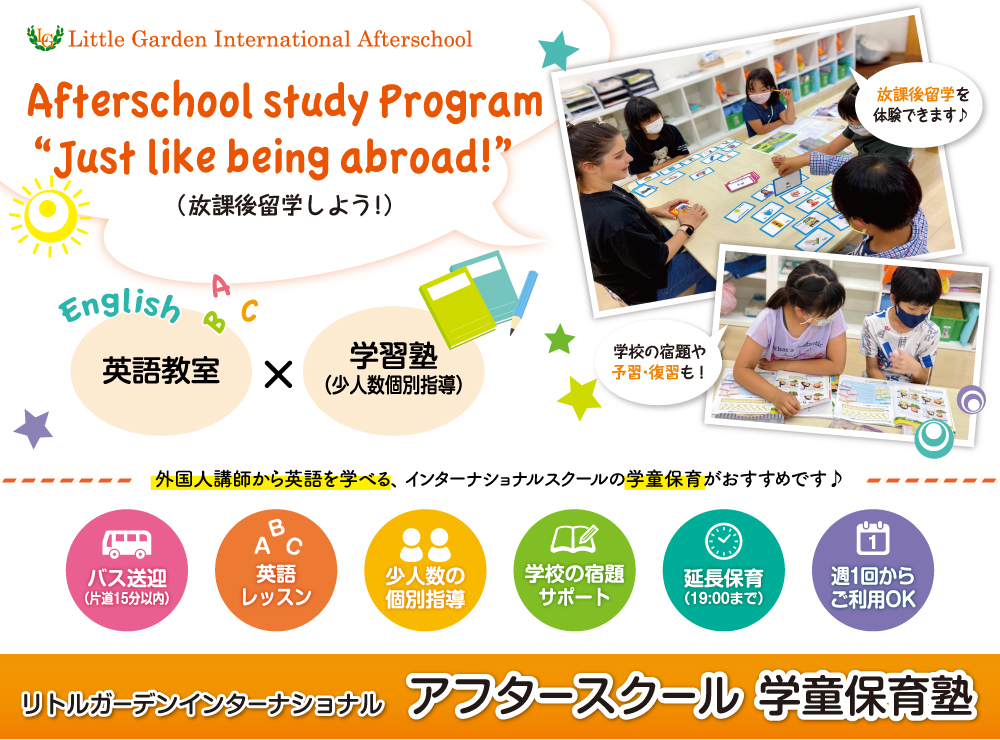 LG Little Garden International Afterschool
Afterschool study Program
“Just like being abroad!”
（放課後留学しよう！）
放課後留学を
体験できます♪
English
A
B
C
英語教室
×
学習塾
（少人数個別指導）
学校の宿題や
予習・復習も！
外国人講師から英語を学べる、インターナショナルスクールの学童保育がおすすめです♪
バス送迎
（片道15分以内）
A B C
英語
レッスン
少人数の
個別指導
学校の宿題
サポート
延長保育
（19:00まで）
1
週1回から
ご利用OK
リトルガーデンインターナショナル アフタースクール 学童保育塾